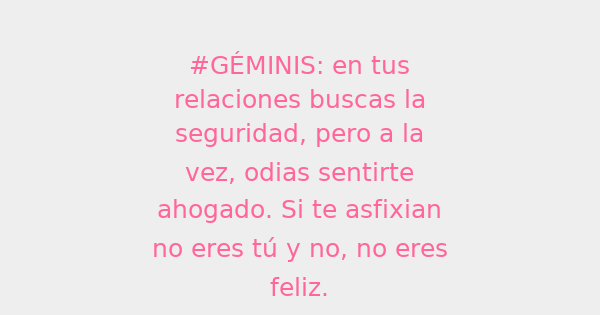 #GÉMINIS: en tus
relaciones buscas la
seguridad, pero a la
vez, odias sentirte
ahogado. Si te asfixian
no eres tú y no, no eres
feliz.